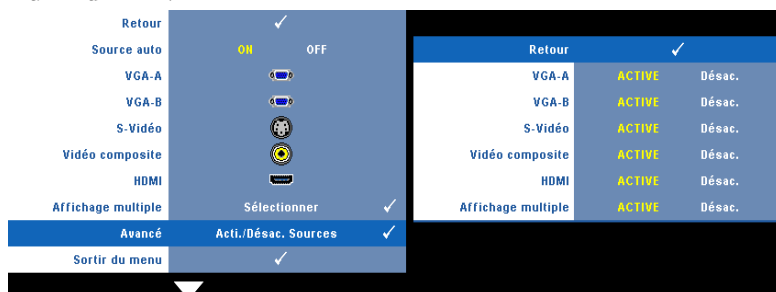 Retour
Source auto ON OFF
VGA-A
VGA-B
S-Vidéo
Vidéo composite
HDMI
Affichage multiple Sélectionner
Avancé Acti./Désac. Sources
Sortir du menu
Retour
VGA-A ACTIVE Désac.
VGA-B ACTIVE Désac.
S-Vidéo ACTIVE Désac.
Vidéo composite ACTIVE Désac.
HDMI ACTIVE Désac.
Affichage multiple ACTIVE Désac.